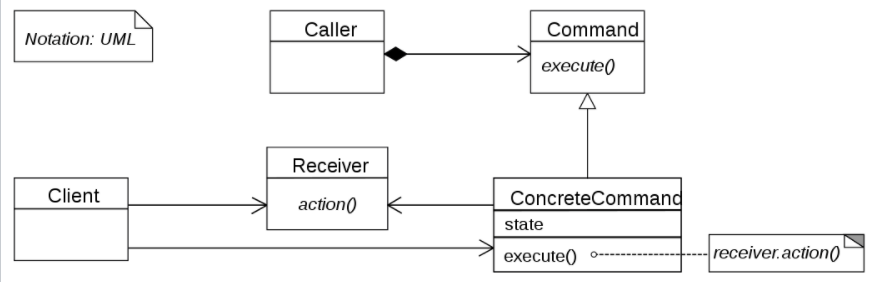 Notation: UML
Caller
Command
execute()
Receiver
action()
Client
ConcreteCommand
state
execute()
receiver.action()